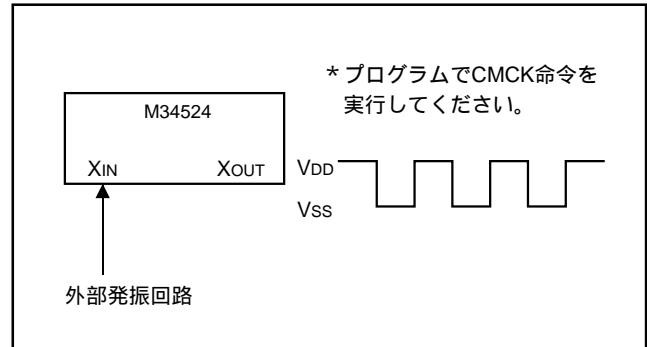 * プログラムでCMCK命令を
実行してください。
M34524
XIN XOUT
VDD
VSS
外部発振回路